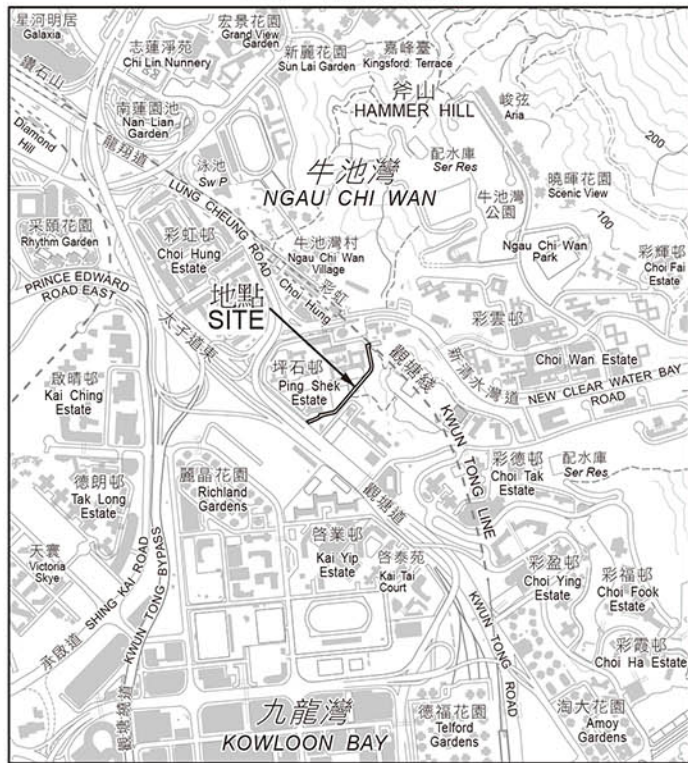 星河明居
Galaxia
宏景花園
Grand View
Garden
志蓮淨苑
Chi Lin Nunnery
新麗花園
Sun Lai Garden
嘉峰臺
Kingsford Terrace
鑽石山
Diamond
Hill
南蓮園池
Nan Lian
Garden
斧山
HAMMER HILL
峻弦
Aria
龍翔道
LUNG CHEUNG ROAD
泳池
Sw P
配水庫
Ser Res
200
牛池灣
NGAU CHI WAN
牛池灣
公園
Ngau Chi Wan
Park
曉暉花園
Scenic View
100
采頤花園
Rhythm Garden
彩虹邨
Choi Hung
Estate
牛池灣村
Ngau Chi Wan
Village
彩虹
Choi Hung
彩輝邨
Choi Fai
Estate
PRINCE EDWARD
ROAD EAST
太子道東
地點
SITE
彩雲邨
Choi Wan Estate
坪石邨
Ping Shek
Estate
觀塘綫
KWUN TONG LINE
新清水灣道
NEW CLEAR WATER BAY
ROAD
啟晴邨
Kai Ching
Estate
德朗邨
Tak Long
Estate
麗晶花園
Richland
Gardens
觀塘道
彩德邨
Choi Tak
Estate
配水庫
Ser Res
天寰
Victoria
Skye
承啟道
SHING KAI ROAD
KWUN TONG BYPASS
觀塘繞道
啓業邨
Kai Yip
Estate
啓泰苑
Kai Tai
Court
彩盈邨
Choi Ying
Estate
彩福邨
Choi Fook
Estate
KWUN TONG ROAD
彩霞邨
Choi Ha Estate
九龍灣
KOWLOON BAY
德福花園
Telford
Gardens
淘大花園
Amoy
Gardens